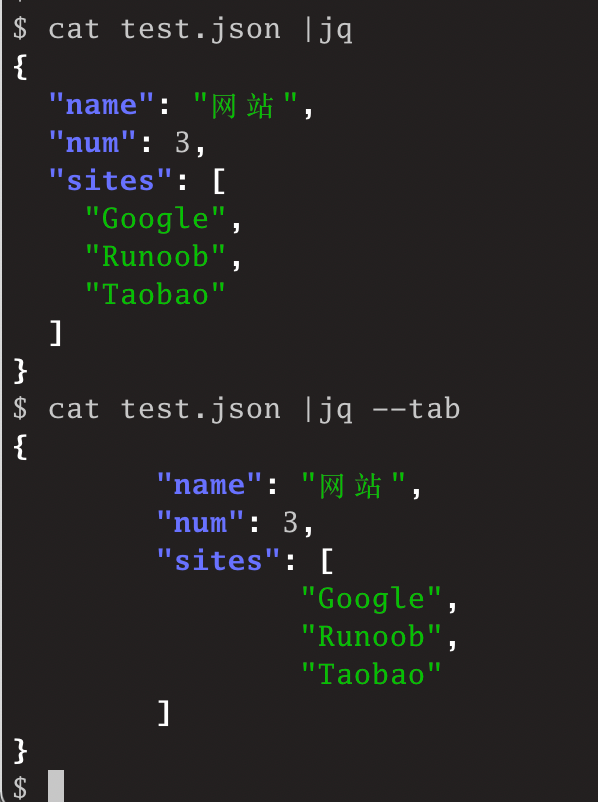 $ cat test.json |jq
{
  "name": "网站",
  "num": 3,
  "sites": [
    "Google",
    "Runoob",
    "Taobao"
  ]
}
$ cat test.json |jq --tab
{
        "name": "网站",
        "num": 3,
        "sites": [
                "Google",
                "Runoob",
                "Taobao"
        ]
}
$